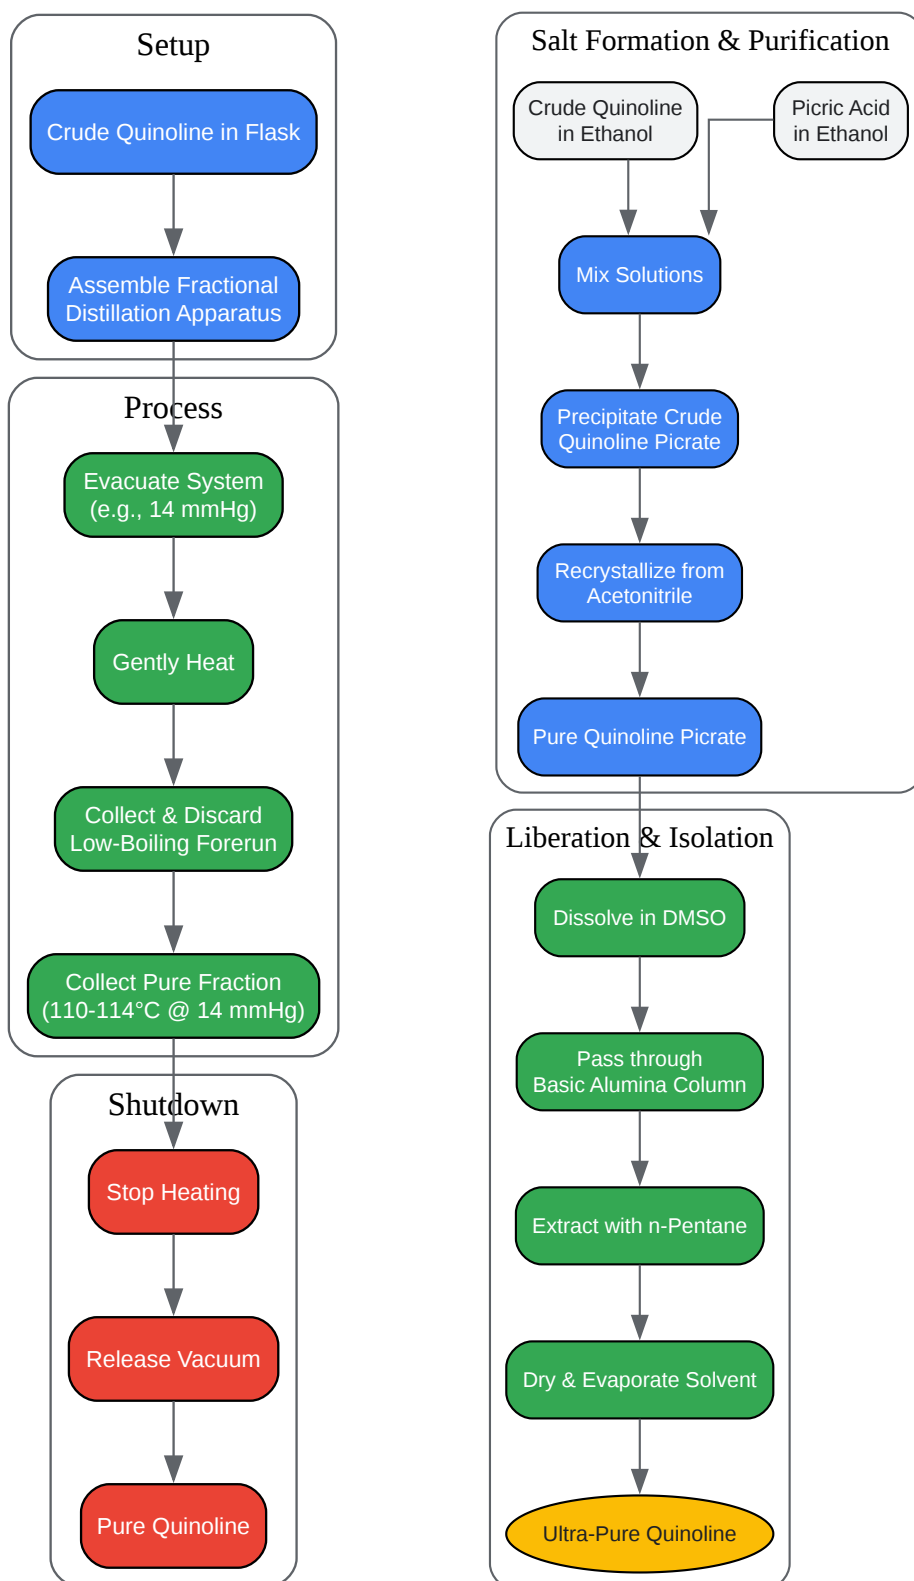 Setup
Crude Quinoline in Flask
Assemble Fractional
Distillation Apparatus
Process
Evacuate System
(e.g., 14 mmHg)
Gently Heat
Collect & Discard
Low-Boiling Forerun
Collect Pure Fraction
(110-114°C @ 14 mmHg)
Shutdown
Stop Heating
Release Vacuum
Pure Quinoline
Salt Formation & Purification
Crude Quinoline
in Ethanol
Picric Acid
in Ethanol
Mix Solutions
Precipitate Crude
Quinoline Picrate
Recrystallize from
Acetonitrile
Pure Quinoline Picrate
Liberation & Isolation
Dissolve in DMSO
Pass through
Basic Alumina Column
Extract with n-Pentane
Dry & Evaporate Solvent
Ultra-Pure Quinoline